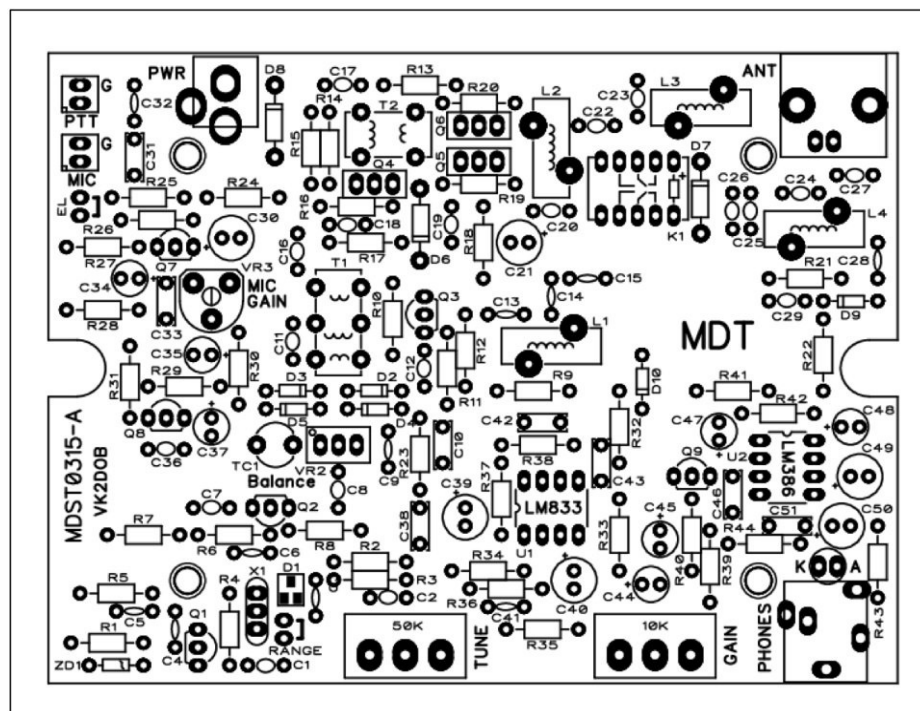 PWR
D8
C17
R13
R20
L2
C22
C23
L3
ANT
G
PTT
C32
R14
T2
Q6
G
MIC
C31
R15
Q4
Q5
D7
R25
R24
R16
R19
C26
C24
C27
EL
C30
C18
C19
R18
C20
K1
C25
L4
R26
R27
Q7
C16
R17
D6
C21
R21
C28
C34
VR3
MIC
GAIN
T1
R10
Q3
C13
C14
C15
C29
D9
R28
C33
C11
L1
MDT
C35
R30
C12
R12
R22
R31
R29
D3
D2
R11
R9
D10
R41
D5
D4
C42
R32
C47
R42
C48
Q8
C37
TC1
VR2
R23
C10
R38
U2
LM386
C49
C36
Balance
C9
R37
C43
Q9
C46
MDST0315-A
VK2DOB
C7
Q2
C8
C39
LM833
C45
C51
C50
R7
R6
R8
C38
R33
R44
C6
R2
U1
R40
R39
K
A
R5
R4
X1
D1
R3
R34
C44
C2
R36
C40
C5
Q1
C41
R43
R1
50K
R35
10K
C4
RANGE
TUNE
GAIN
PHONES
ZD1
C1